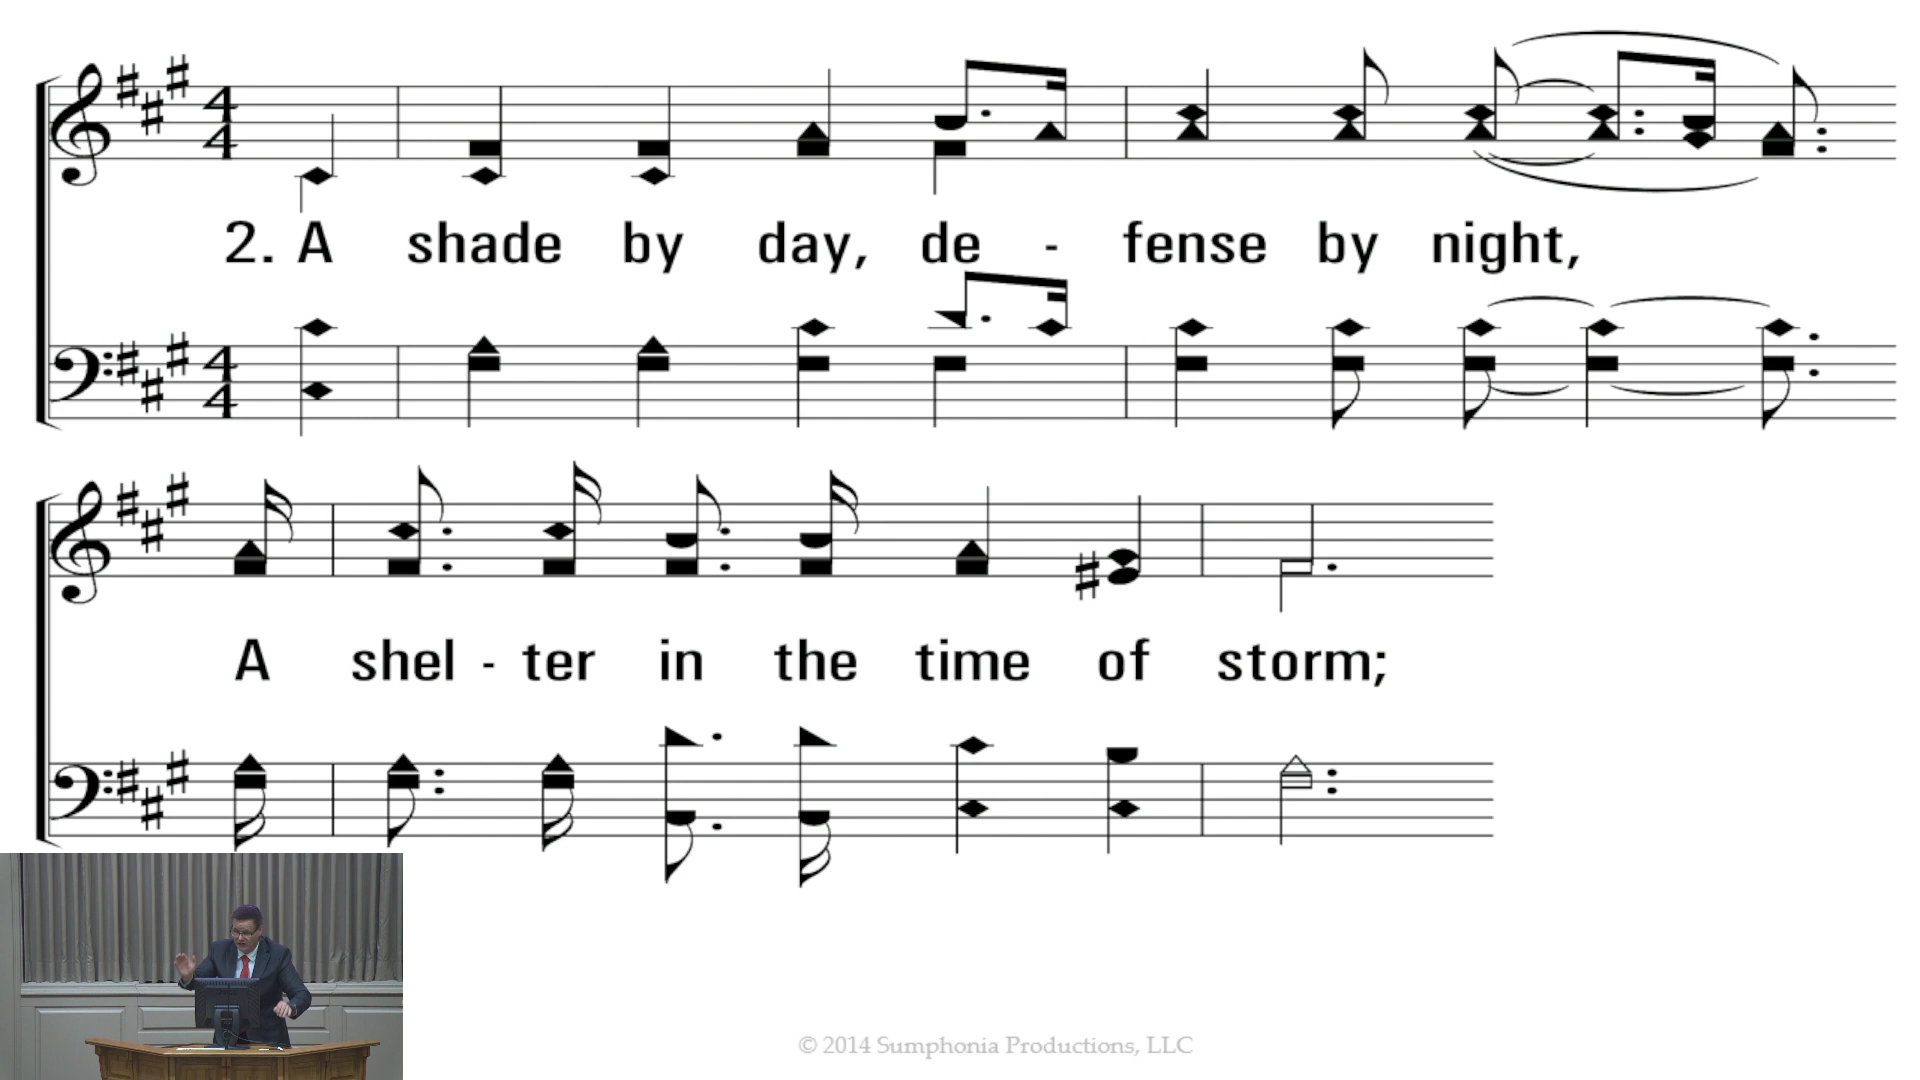 2. A shade by day, de - fense by night,
A shel - ter in the time of storm;
© 2014 Sumphonia Productions, LLC